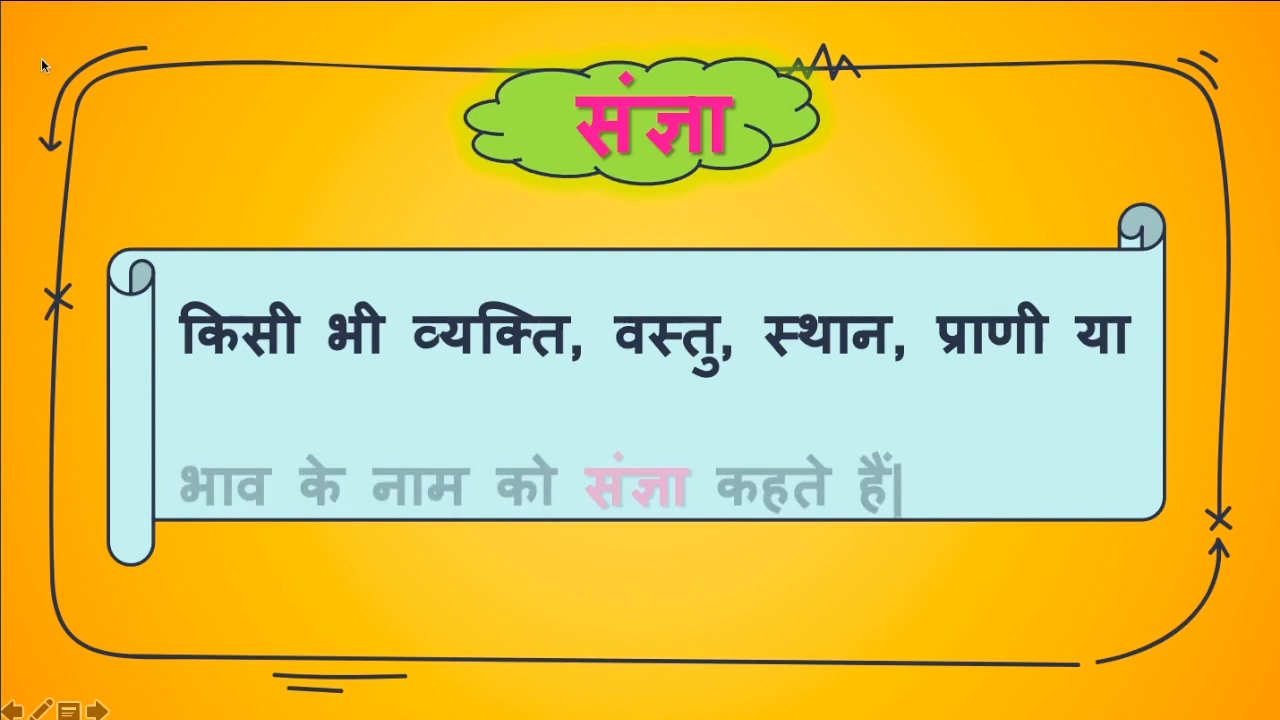 संज्ञा
किसी भी व्यक्ति, वस्तु, स्थान, प्राणी या
भाव के नाम को संज्ञा कहते हैं|